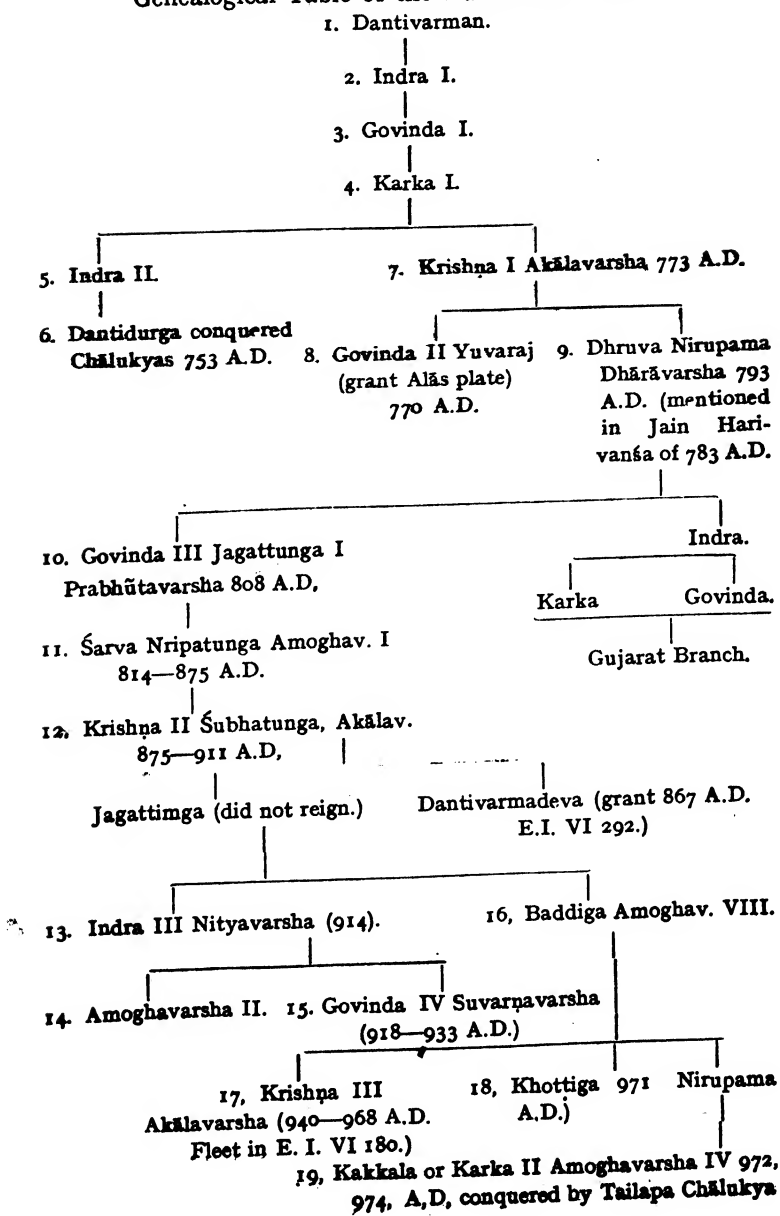 Genealogical Table of the
1. Dantivarman.
2. Indra I.
3. Govinda I.
4. Karka I.
5. Indra II.
7. Krishṇa I Akālavarsha 773 A.D.
6. Dantidurga conquered
Chālukyas 753 A.D.
8. Govinda II Yuvaraj
(grant Alās plate)
770 A.D.
9. Dhruva Nirupama
Dhārāvarsha 793
A.D. (mentioned
in Jain Hari-
vanśa of 783 A.D.
10. Govinda III Jagattunga I
Prabhūtavarsha 808 A.D,
Indra.
Karka Govinda.
Gujarat Branch.
11. Śarva Nripatunga Amoghav. I
814—875 A.D.
12, Krishṇa II Śubhatunga, Akālav.
875—911 A.D,
Jagattimga (did not reign.)
Dantivarmadeva (grant 867 A.D.
E.I. VI 292.)
13. Indra III Nityavarsha (914).
16, Baddiga Amoghav. VIII.
14. Amoghavarsha II. 15. Govinda IV Suvarṇavarsha
(918—933 A.D.)
17, Krishṇa III
Akālavarsha (940—968 A.D.
Fleet in E. I. VI 180.)
18, Khottiga 971
A.D.)
Nirupama
19, Kakkala or Karka II Amoghavarsha IV 972,
974, A,D, conquered by Tailapa Chālukya